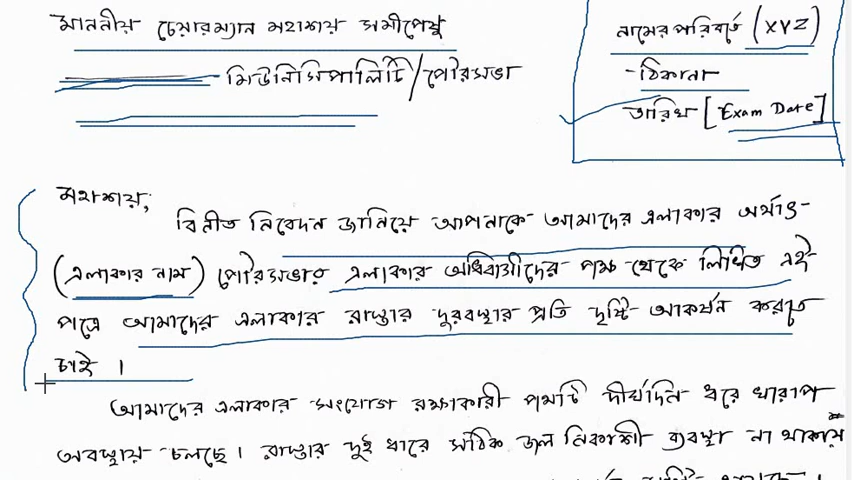 মাননীয় চেয়ারম্যান মহাশয় সমীপেষু
মিউনিসিপালিটি/পৌরসভা
নামের পরিবর্তে (XYZ)
-ঠিকানা
তারিখ [Exam Date]
মহাশয়,
বিনীত নিবেদন জানিয়ে আপনাকে আমাদের এলাকার অর্থাৎ-
(এলাকার নাম) পৌরসভার এলাকার অধিবাসীদের পক্ষ থেকে লিখিত এই
পত্রে আমাদের এলাকার রাস্তার দুরবস্থার প্রতি দৃষ্টি আকর্ষন করতে
চাই।
আমাদের এলাকার সংযোগ রক্ষাকারী পথটি দীর্ঘদিন ধরে খারাপ
অবস্থায় চলছে। রাস্তার দুই ধারে সঠিক জল নিকাশী ব্যবস্থা না থাকায়